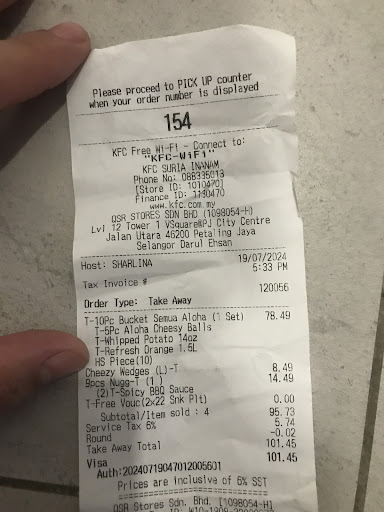 Please proceed to PICK UP counter
when your order number is displayed
154
KFC Free Wi-Fi - Connect to:
"KFC-WiFi"
KFC SURIA INANAM
Phone No: 088335013
[Store ID: 1010470]
Finance ID: 1130470
www.kfc.com.my
QSR STORES SDN BHD (1098054-H)
Lvl 12 Tower 1 VSquare@PJ City Centre
Jalan Utara 46200 Petaling Jaya
Selangor Darul Ehsan
Host: SHARLINA 19/07/2024
5:33 PM
Tax Invoice # 120056
Order Type: Take Away
T-10Pc Bucket Semua Aloha (1 Set) 78.49
T-5Pc Aloha Cheesy Balls
T-Whipped Potato 14oz
T-Refresh Orange 1.5L
HS Piece(10)
Cheezy Wedges (L)-T 8.49
9pcs Nugg-T (1 ) 14.49
(2)T-Spicy BBQ Sauce
T-Free Vouc(2x22 Snk Plt) 0.00
Subtotal/Item sold : 4 95.73
Service Tax 6% 5.74
Round -0.02
Take Away Total 101.45
Visa 101.45
Auth:20240719047012005601
Prices are inclusive of 6% SST
QSR Stores Sdn. Bhd. [1098054-H]